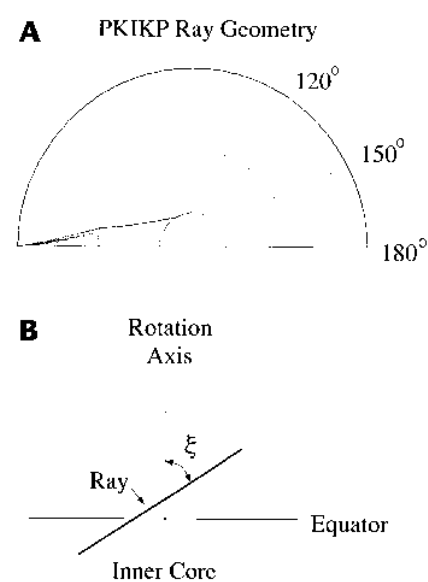 A PKIKP Ray Geometry
120°
150°
180°
B
Rotation
Axis
ξ
Ray
Equator
Inner Core